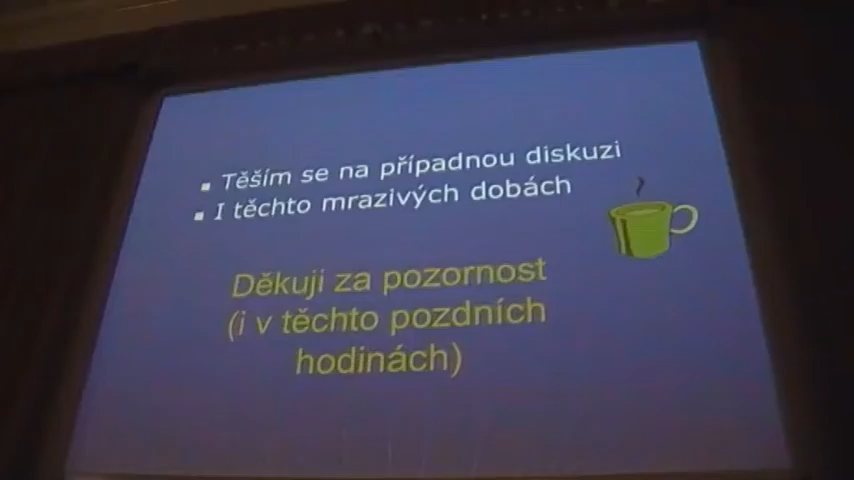 ▪ Těším se na případnou diskuzi
▪ I těchto mrazivých dobách
Děkuji za pozornost
(i v těchto pozdních
hodinách)